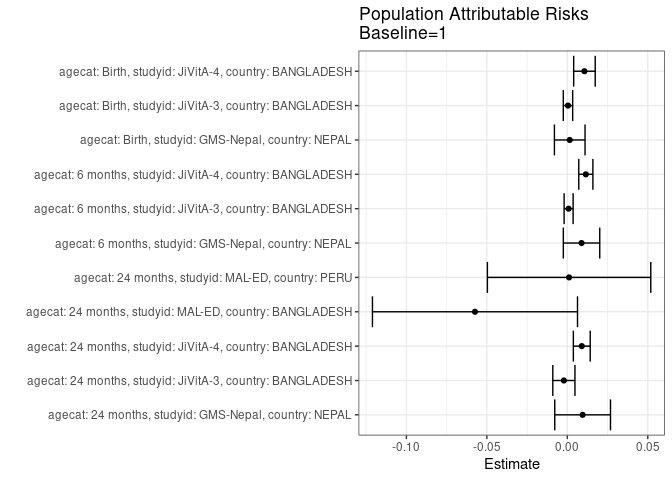 Population Attributable Risks
Baseline=1
agecat: Birth, studyid: JiVitA-4, country: BANGLADESH
agecat: Birth, studyid: JiVitA-3, country: BANGLADESH
agecat: Birth, studyid: GMS-Nepal, country: NEPAL
agecat: 6 months, studyid: JiVitA-4, country: BANGLADESH
agecat: 6 months, studyid: JiVitA-3, country: BANGLADESH
agecat: 6 months, studyid: GMS-Nepal, country: NEPAL
agecat: 24 months, studyid: MAL-ED, country: PERU
agecat: 24 months, studyid: MAL-ED, country: BANGLADESH
agecat: 24 months, studyid: JiVitA-4, country: BANGLADESH
agecat: 24 months, studyid: JiVitA-3, country: BANGLADESH
agecat: 24 months, studyid: GMS-Nepal, country: NEPAL
-0.10 -0.05 0.00 0.05
Estimate